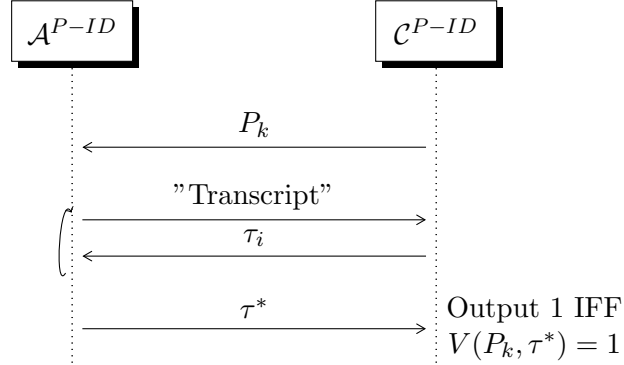 𝒜^{P−ID} 𝒞^{P−ID}
P_k
"Transcript"
τ_i
τ^*
Output 1 IFF
V(P_k, τ^*) = 1